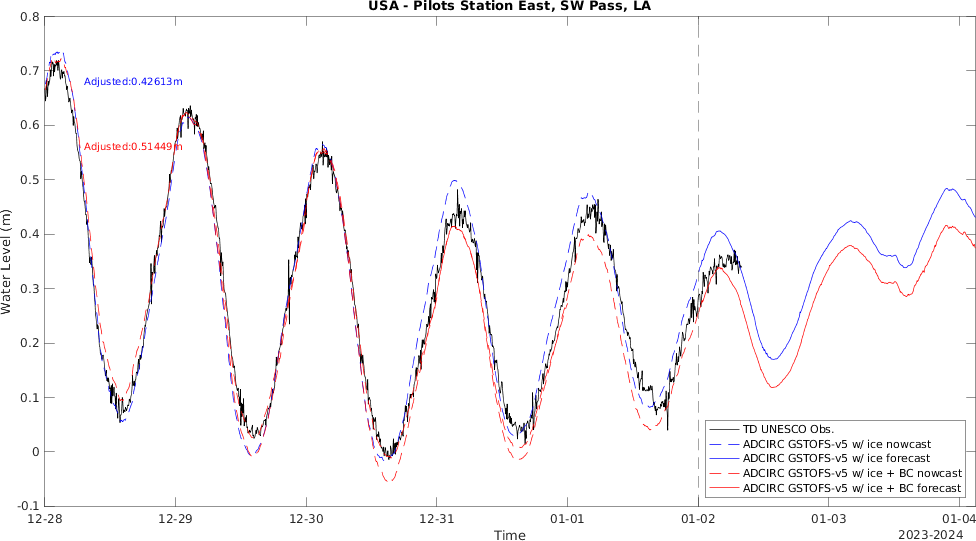 USA - Pilots Station East, SW Pass, LA
0.8
0.7
0.6
0.5
0.4
0.3
0.2
0.1
0
-0.1
Water Level (m)
Adjusted:0.42613m
Adjusted:0.51449m
TD UNESCO Obs.
ADCIRC GSTOFS-v5 w/ ice nowcast
ADCIRC GSTOFS-v5 w/ ice forecast
ADCIRC GSTOFS-v5 w/ ice + BC nowcast
ADCIRC GSTOFS-v5 w/ ice + BC forecast
12-28 12-29 12-30 12-31 01-01 01-02 01-03 01-04
Time
2023-2024